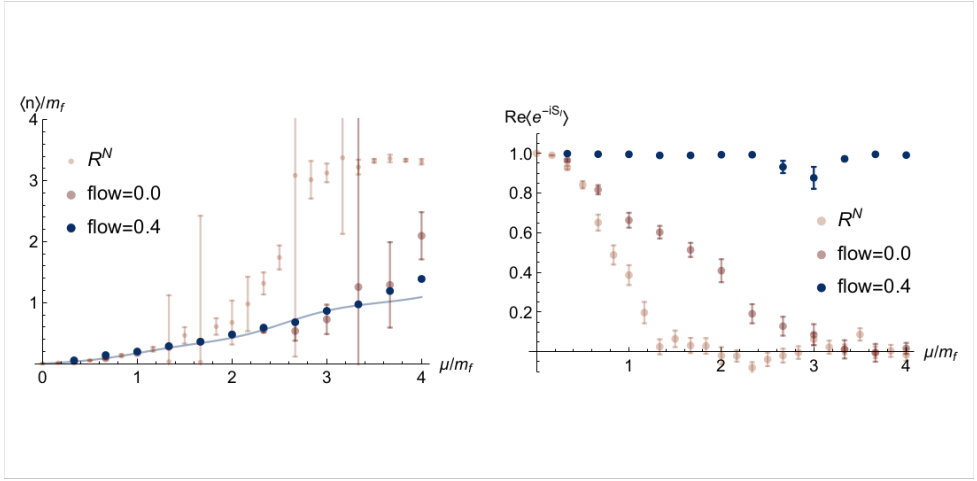 ⟨n⟩/m_f
4
3
2
1
0
1
2
3
4
μ/m_f
R^N
flow=0.0
flow=0.4
Re⟨e^{-iS_I}⟩
1.0
0.8
0.6
0.4
0.2
1
2
3
4
μ/m_f
R^N
flow=0.0
flow=0.4